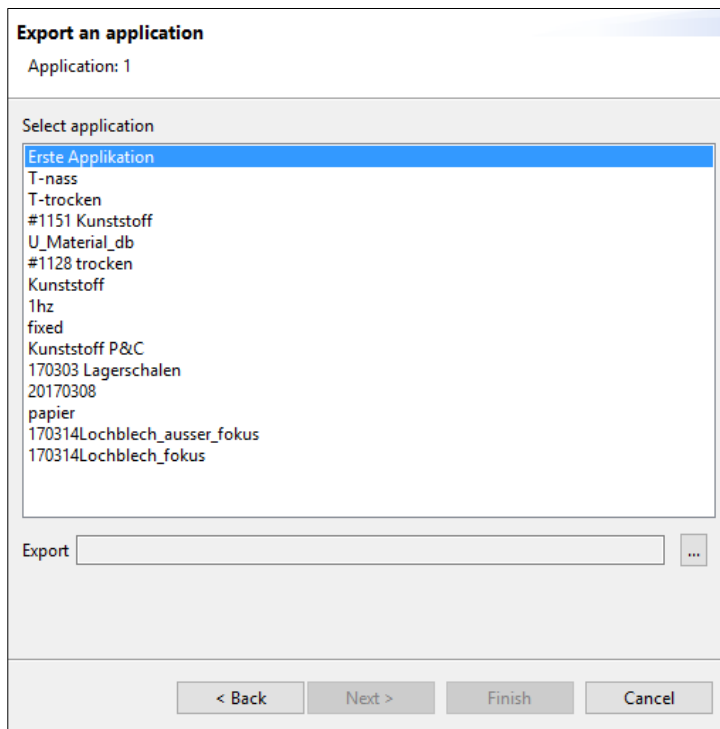 Export an application
Application: 1
Select application
Erste Applikation
T-nass
T-trocken
#1151 Kunststoff
U_Material_db
#1128 trocken
Kunststoff
1hz
fixed
Kunststoff P&C
170303 Lagerschalen
20170308
papier
170314Lochblech_ausser_fokus
170314Lochblech_fokus
Export ...
< Back Next > Finish Cancel